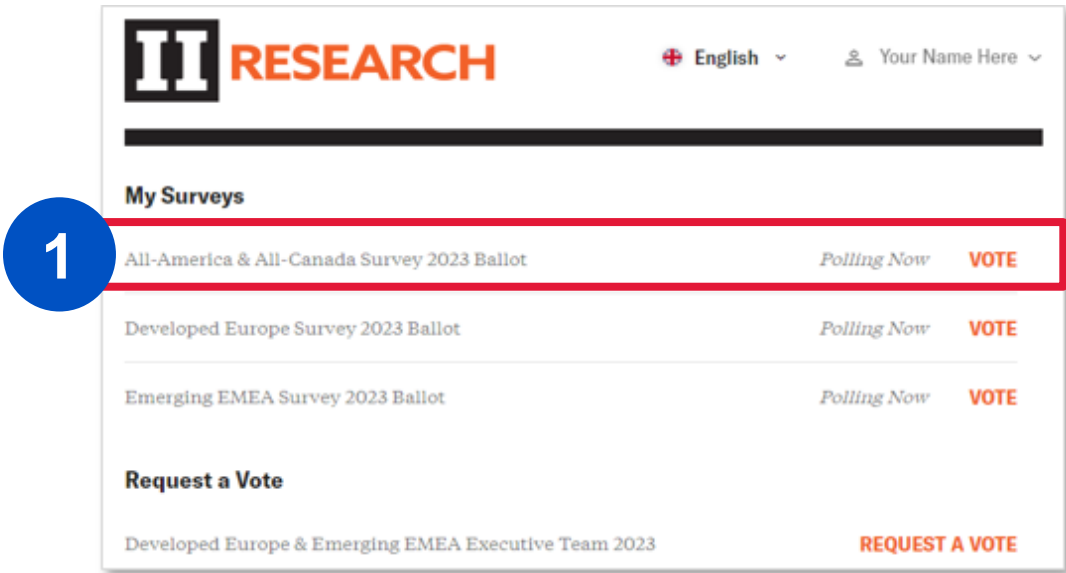 II RESEARCH English Your Name Here
My Surveys
1
All-America & All-Canada Survey 2023 Ballot Polling Now VOTE
Developed Europe Survey 2023 Ballot Polling Now VOTE
Emerging EMEA Survey 2023 Ballot Polling Now VOTE
Request a Vote
Developed Europe & Emerging EMEA Executive Team 2023 REQUEST A VOTE